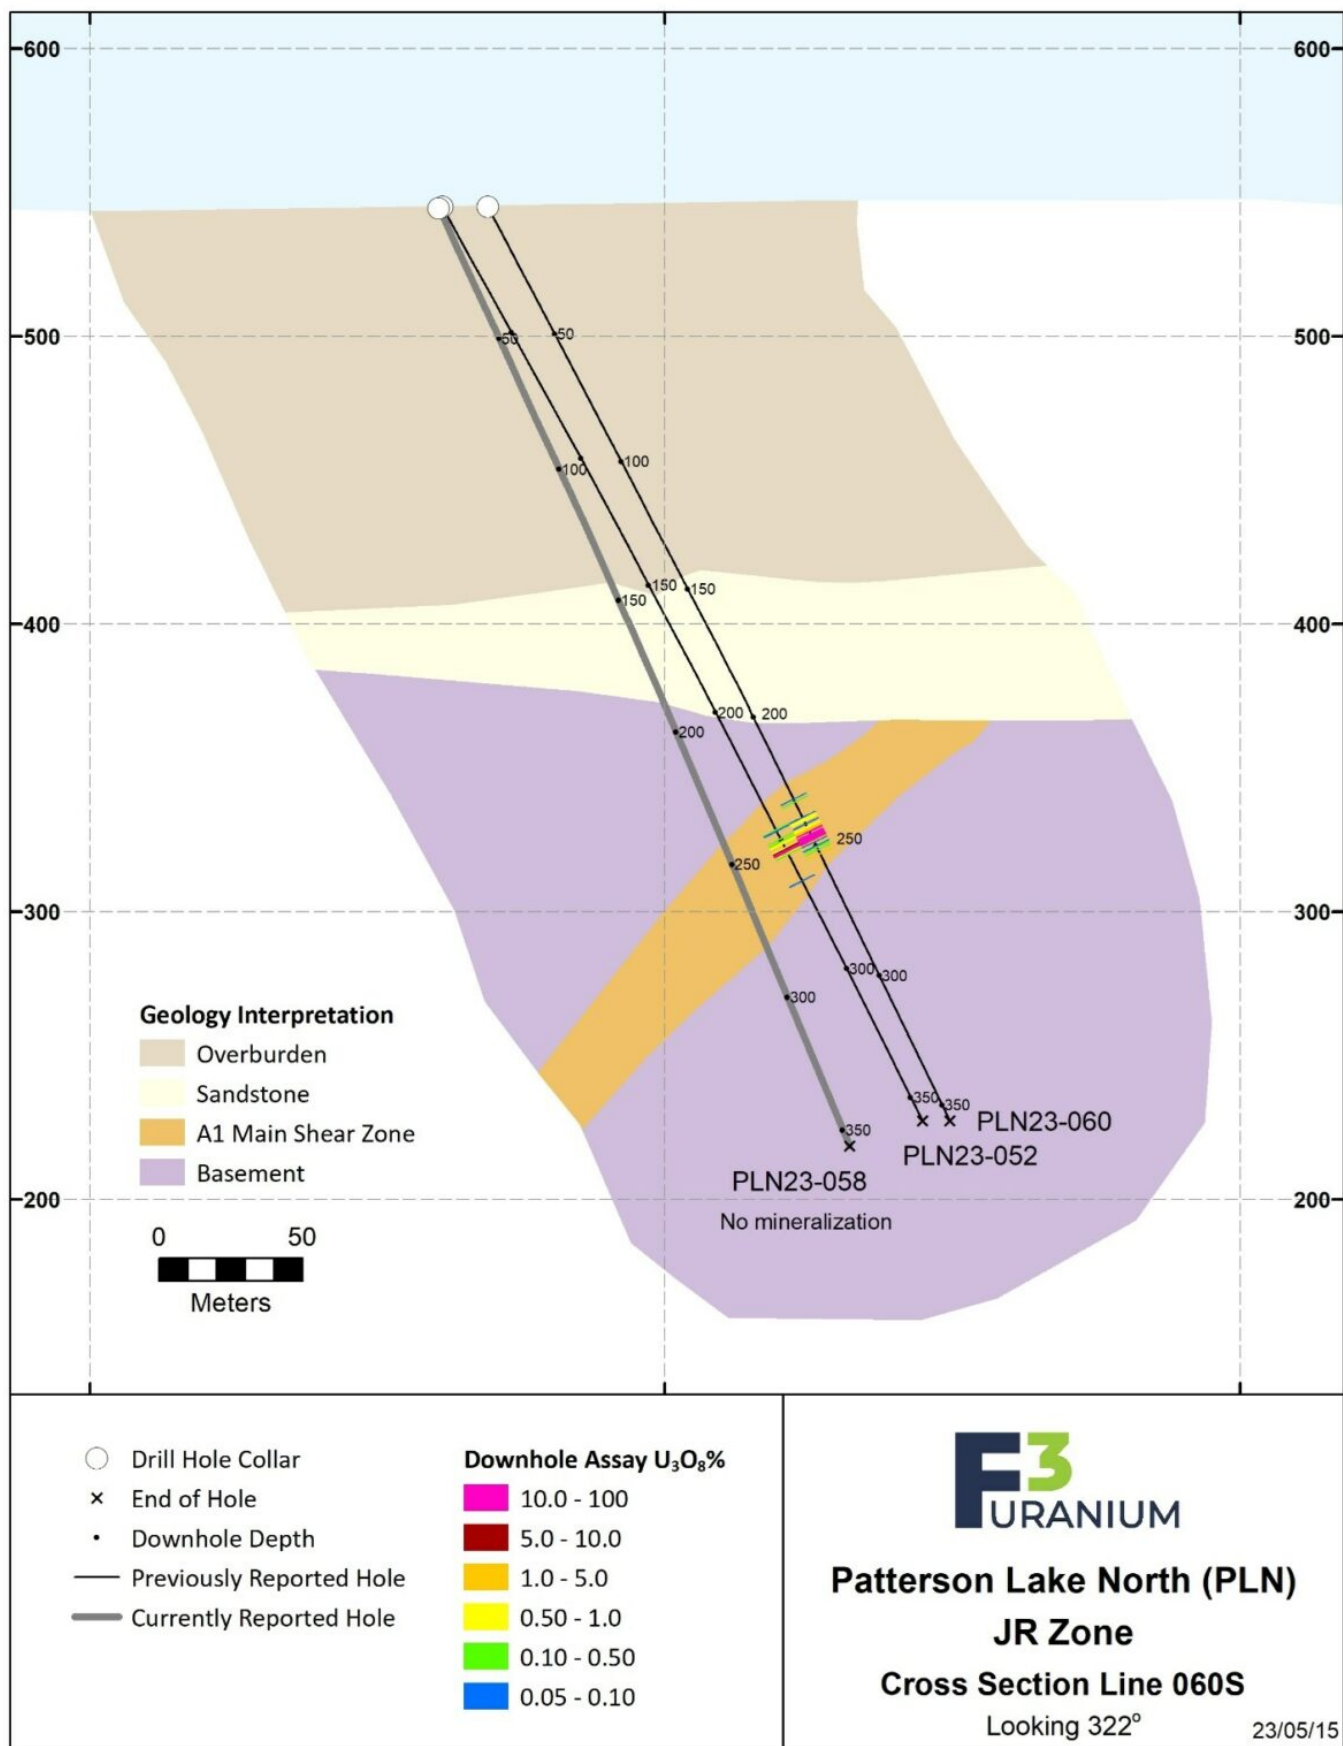 600
600
500
500
400
400
300
300
200
200
50
50
100
100
150
150
150
200
200
200
250
250
300
300
300
350
350
350
PLN23-060
PLN23-052
PLN23-058
No mineralization
Geology Interpretation
Overburden
Sandstone
A1 Main Shear Zone
Basement
0 50
Meters
Drill Hole Collar
End of Hole
Downhole Depth
Previously Reported Hole
Currently Reported Hole
Downhole Assay U₃O₈%
10.0 - 100
5.0 - 10.0
1.0 - 5.0
0.50 - 1.0
0.10 - 0.50
0.05 - 0.10
F3
URANIUM
Patterson Lake North (PLN)
JR Zone
Cross Section Line 060S
Looking 322°
23/05/15